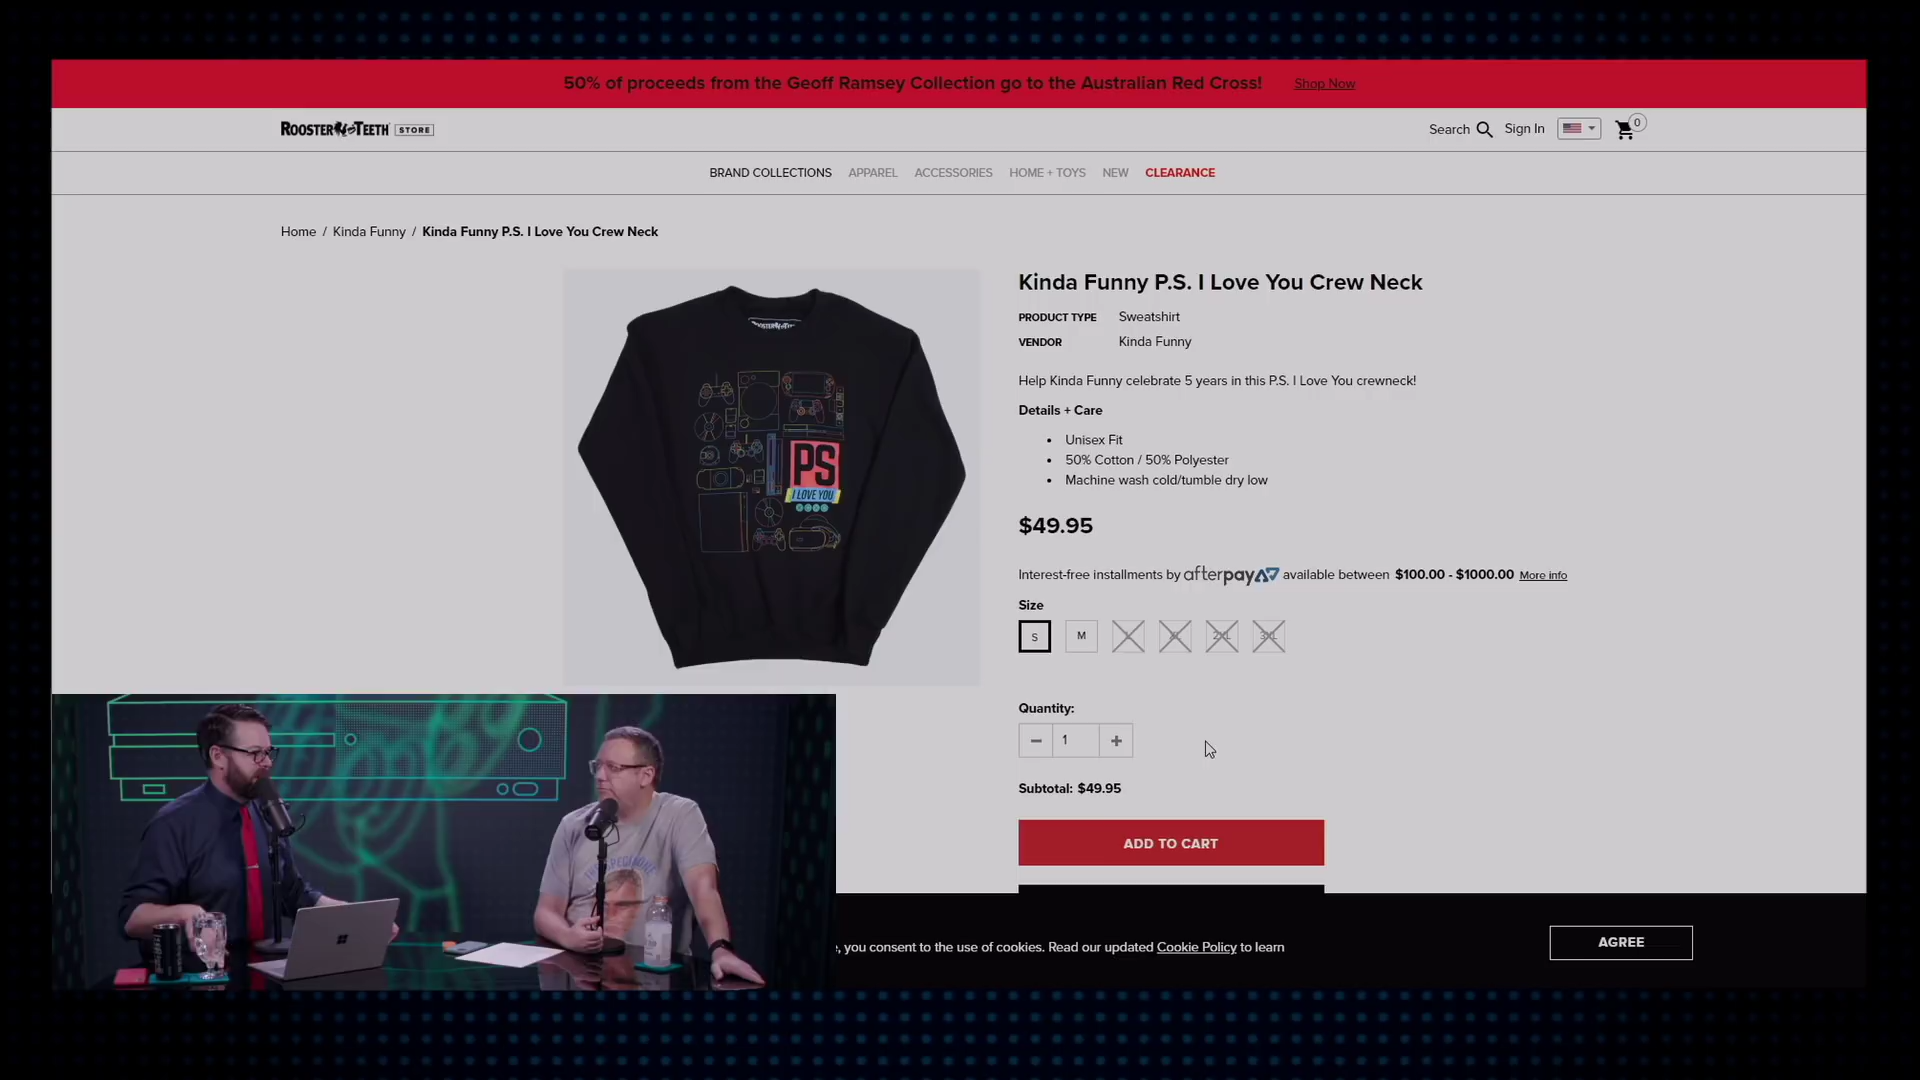 50% of proceeds from the Geoff Ramsey Collection go to the Australian Red Cross! Shop Now
ROOSTER TEETH STORE
Search Sign In 0
BRAND COLLECTIONS APPAREL ACCESSORIES HOME + TOYS NEW CLEARANCE
Home / Kinda Funny / Kinda Funny P.S. I Love You Crew Neck
Kinda Funny P.S. I Love You Crew Neck
PRODUCT TYPE Sweatshirt
VENDOR Kinda Funny
Help Kinda Funny celebrate 5 years in this P.S. I Love You crewneck!
Details + Care
• Unisex Fit
• 50% Cotton / 50% Polyester
• Machine wash cold/tumble dry low
PS
I LOVE YOU
$49.95
Interest-free installments by afterpay available between $100.00 - $1000.00 More info
Size
S M L XL 2XL 3XL
Quantity:
− 1 +
Subtotal: $49.95
ADD TO CART
, you consent to the use of cookies. Read our updated Cookie Policy to learn
AGREE